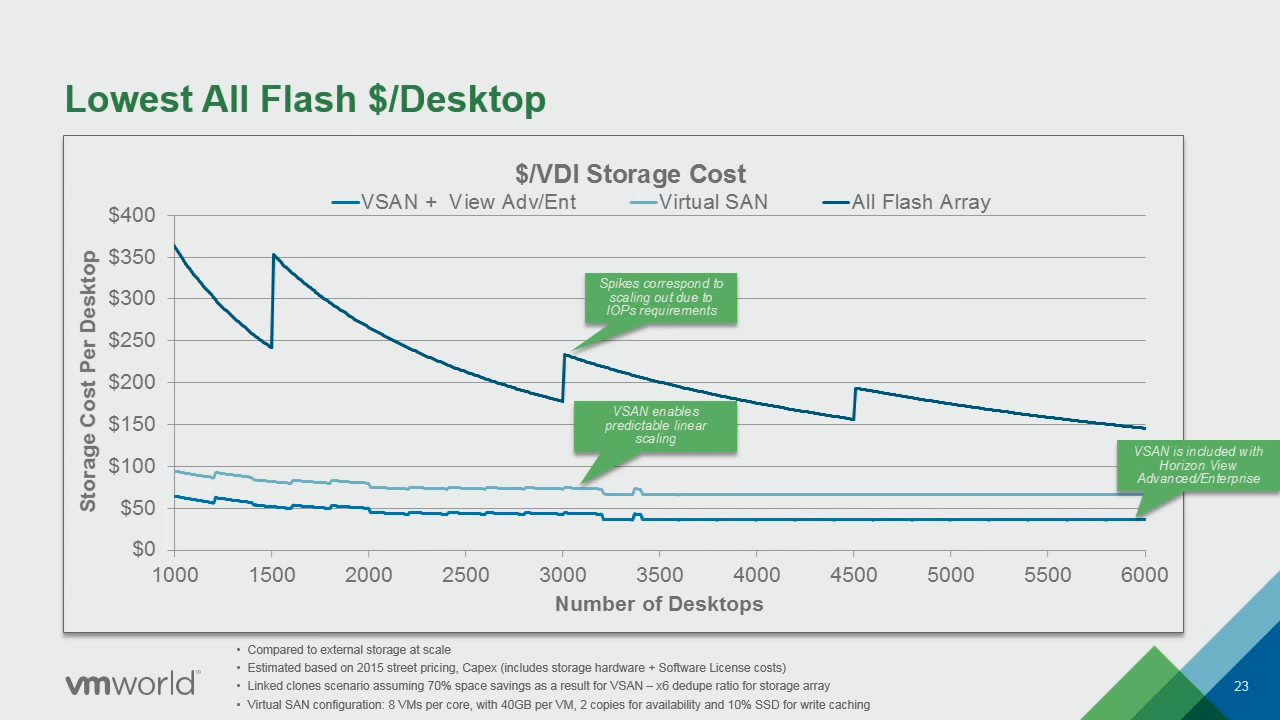 Lowest All Flash $/Desktop
$/VDI Storage Cost
VSAN + View Adv/Ent
Virtual SAN
All Flash Array
$400
$350
$300
$250
$200
$150
$100
$50
$0
Storage Cost Per Desktop
Spikes correspond to
scaling out due to
IOPs requirements
VSAN enables
predictable linear
scaling
VSAN is included with
Horizon View
Advanced/Enterprise
1000 1500 2000 2500 3000 3500 4000 4500 5000 5500 6000
Number of Desktops
• Compared to external storage at scale
• Estimated based on 2015 street pricing, Capex (includes storage hardware + Software License costs)
• Linked clones scenario assuming 70% space savings as a result for VSAN – x6 dedupe ratio for storage array
• Virtual SAN configuration: 8 VMs per core, with 40GB per VM, 2 copies for availability and 10% SSD for write caching
vmworld®
23